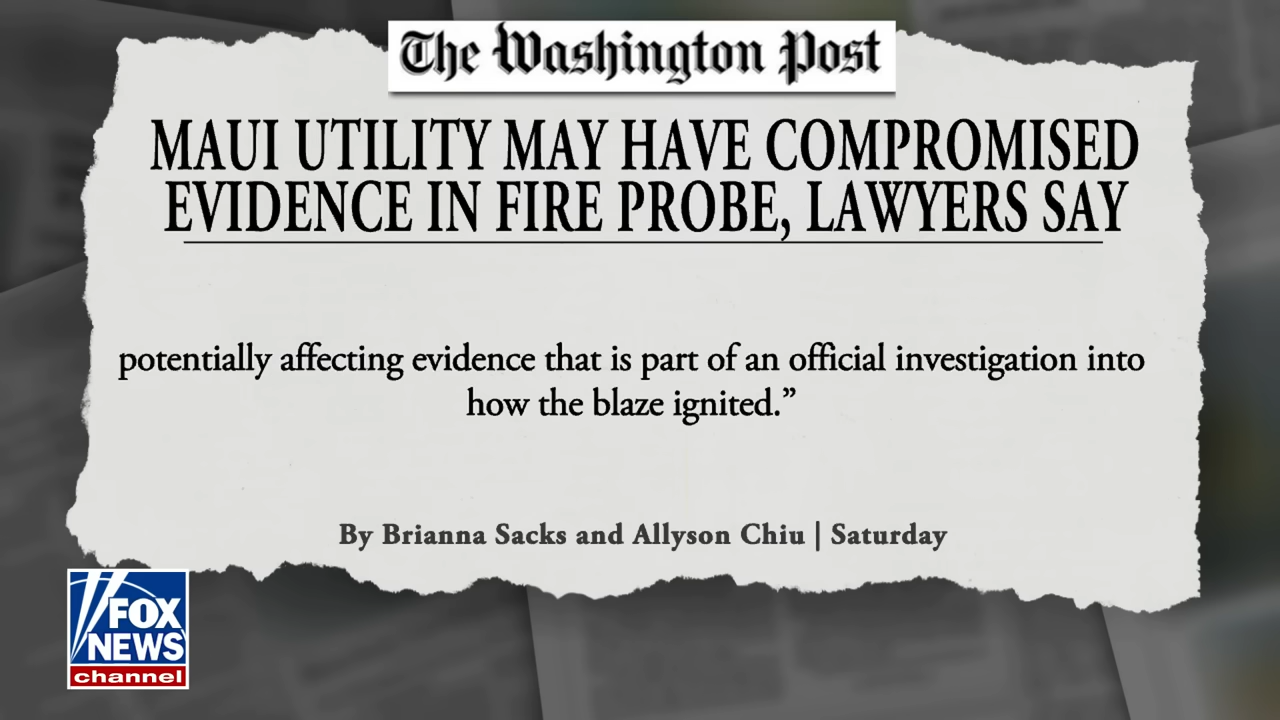 The Washington Post
MAUI UTILITY MAY HAVE COMPROMISED
EVIDENCE IN FIRE PROBE, LAWYERS SAY
potentially affecting evidence that is part of an official investigation into
how the blaze ignited.”
By Brianna Sacks and Allyson Chiu | Saturday
FOX
NEWS
channel